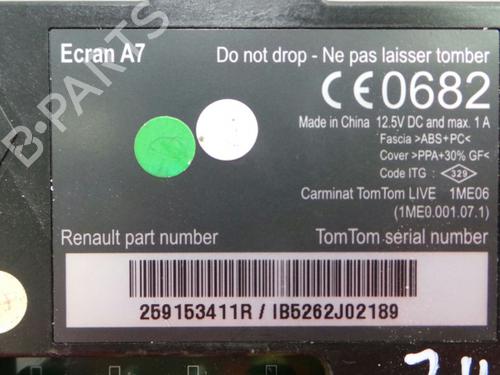 Ecran A7
Do not drop - Ne pas laisser tomber
CE0682
Made in China 12.5V DC and max. 1 A
Fascia >ABS+PC<
Cover >PPA+30% GF<
Code ITG : 329
Carminat TomTom LIVE 1ME06
(1ME0.001.07.1)
Renault part number
TomTom serial number
259153411R / IB5262J02189